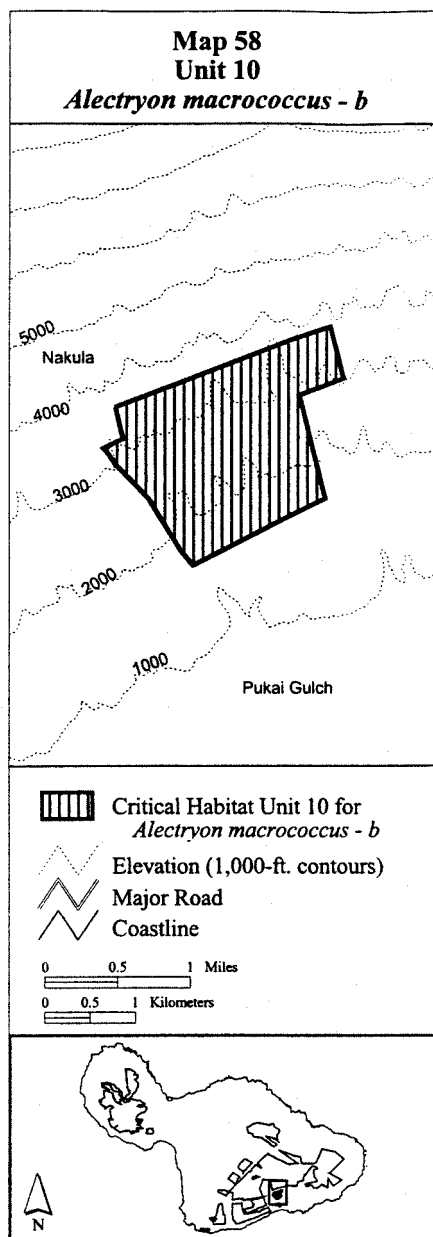 Map 58
Unit 10
Alectryon macrococcus - b
5000
Nakula
4000
3000
2000
1000
Pukai Gulch
Critical Habitat Unit 10 for
Alectryon macrococcus - b
Elevation (1,000-ft. contours)
Major Road
Coastline
0 0.5 1 Miles
0 0.5 1 Kilometers
N